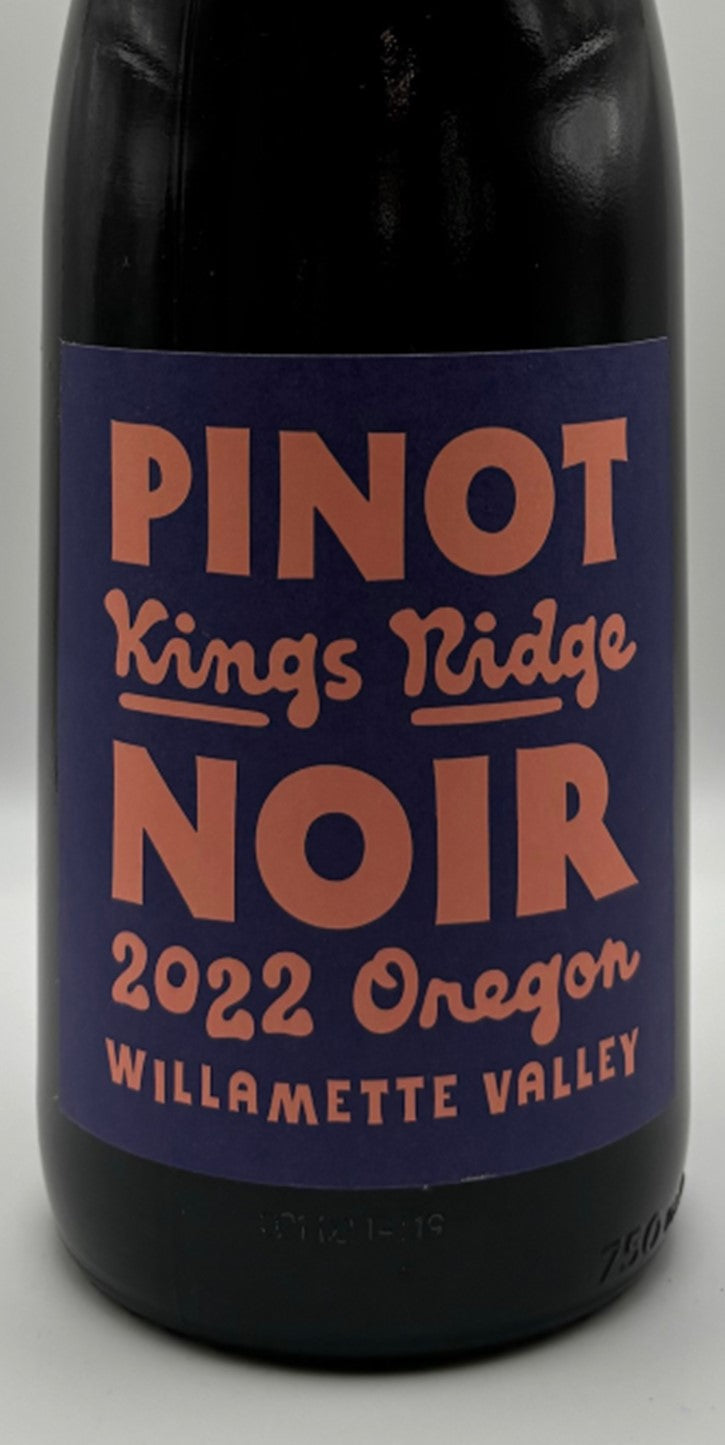 PINOT
Kings Ridge
NOIR
2022 Oregon
WILLAMETTE VALLEY